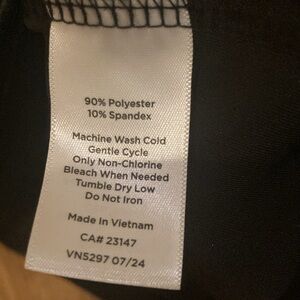 90% Polyester
10% Spandex
Machine Wash Cold
Gentle Cycle
Only Non-Chlorine
Bleach When Needed
Tumble Dry Low
Do Not Iron
Made In Vietnam
CA# 23147
VN5297 07/24